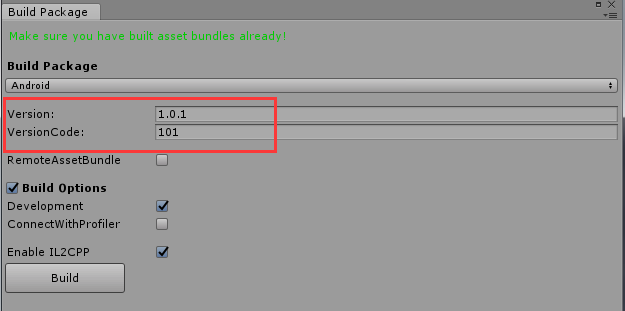 Build Package
Make sure you have built asset bundles already!
Build Package
Android
Version: 1.0.1
VersionCode: 101
RemoteAssetBundle
Build Options
Development
ConnectWithProfiler
Enable IL2CPP
Build